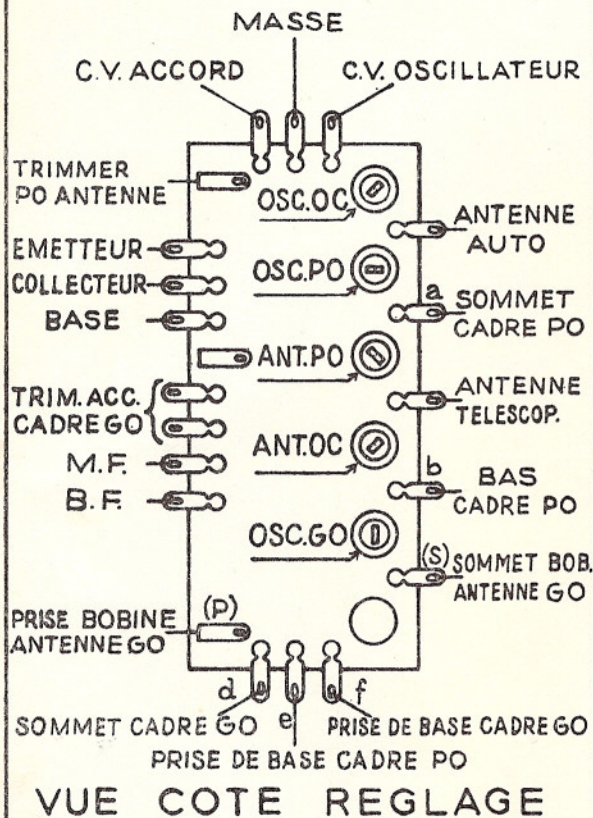 MASSE
C.V. ACCORD
C.V. OSCILLATEUR
TRIMMER
PO ANTENNE
OSC.OC
ANTENNE
AUTO
EMETTEUR
COLLECTEUR
BASE
OSC.PO
a
SOMMET
CADRE PO
ANT.PO
TRIM. ACC.
CADRE GO
ANTENNE
TELESCOP.
ANT.OC
M.F.
B.F.
b
BAS
CADRE PO
OSC.GO
(S) SOMMET BOB.
ANTENNE GO
PRISE BOBINE
ANTENNE GO
(P)
d
e
f
SOMMET CADRE GO
PRISE DE BASE CADRE GO
PRISE DE BASE CADRE PO
VUE COTE REGLAGE